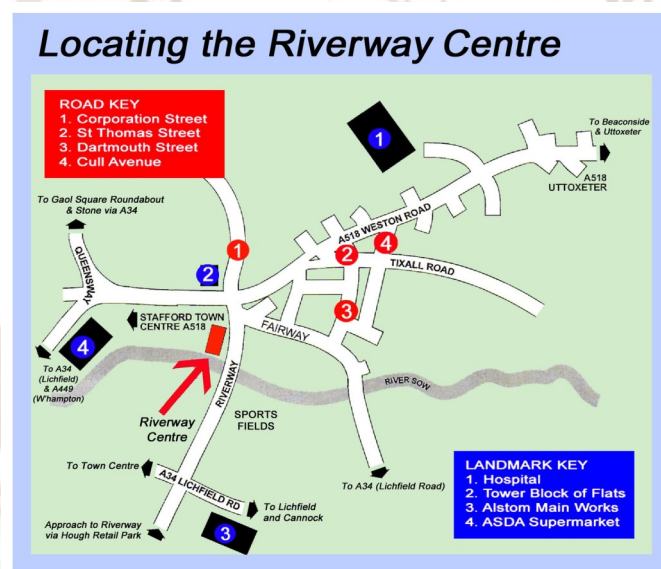 Locating the Riverway Centre
ROAD KEY
1. Corporation Street
2. St Thomas Street
3. Dartmouth Street
4. Cull Avenue
1
To Beaconside
& Uttoxeter
A518
UTTOXETER
To Gaol Square Roundabout
& Stone via A34
A518 WESTON ROAD
1
2
4
TIXALL ROAD
QUEENSWAY
2
STAFFORD TOWN
CENTRE A518
3
FAIRWAY
4
To A34
(Lichfield)
& A449
(W'hampton)
RIVER SOW
RIVERWAY
Riverway
Centre
SPORTS
FIELDS
To Town Centre
A34 LICHFIELD RD
To A34 (Lichfield Road)
To Lichfield
and Cannock
Approach to Riverway
via Hough Retail Park
3
LANDMARK KEY
1. Hospital
2. Tower Block of Flats
3. Alstom Main Works
4. ASDA Supermarket